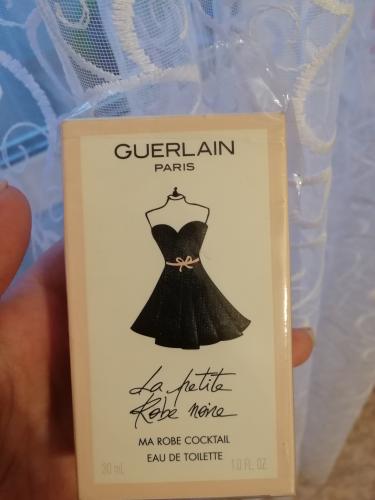 GUERLAIN
PARIS
La petite
Robe noire
MA ROBE COCKTAIL
EAU DE TOILETTE
30 mL 1.0 FL. OZ.